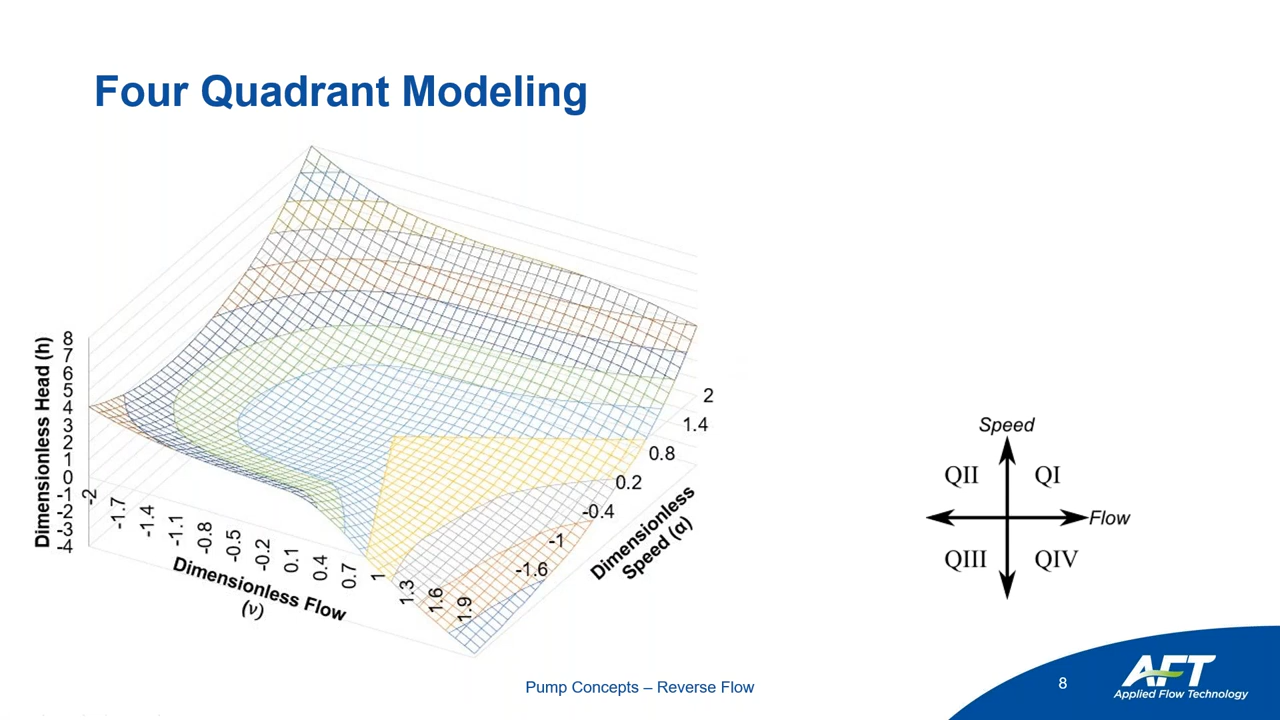 Four Quadrant Modeling
Dimensionless Head (h)
8
7
6
5
4
3
2
1
0
-1
-2
-3
-4
-2
-1.7
-1.4
-1.1
-0.8
-0.5
-0.2
0.1
0.4
0.7
1
1.3
1.6
1.9
Dimensionless Flow
(v)
2
1.4
0.8
0.2
-0.4
-1
-1.6
Dimensionless
Speed (α)
Speed
QII
QI
Flow
QIII
QIV
Pump Concepts – Reverse Flow
8
AFT
Applied Flow Technology